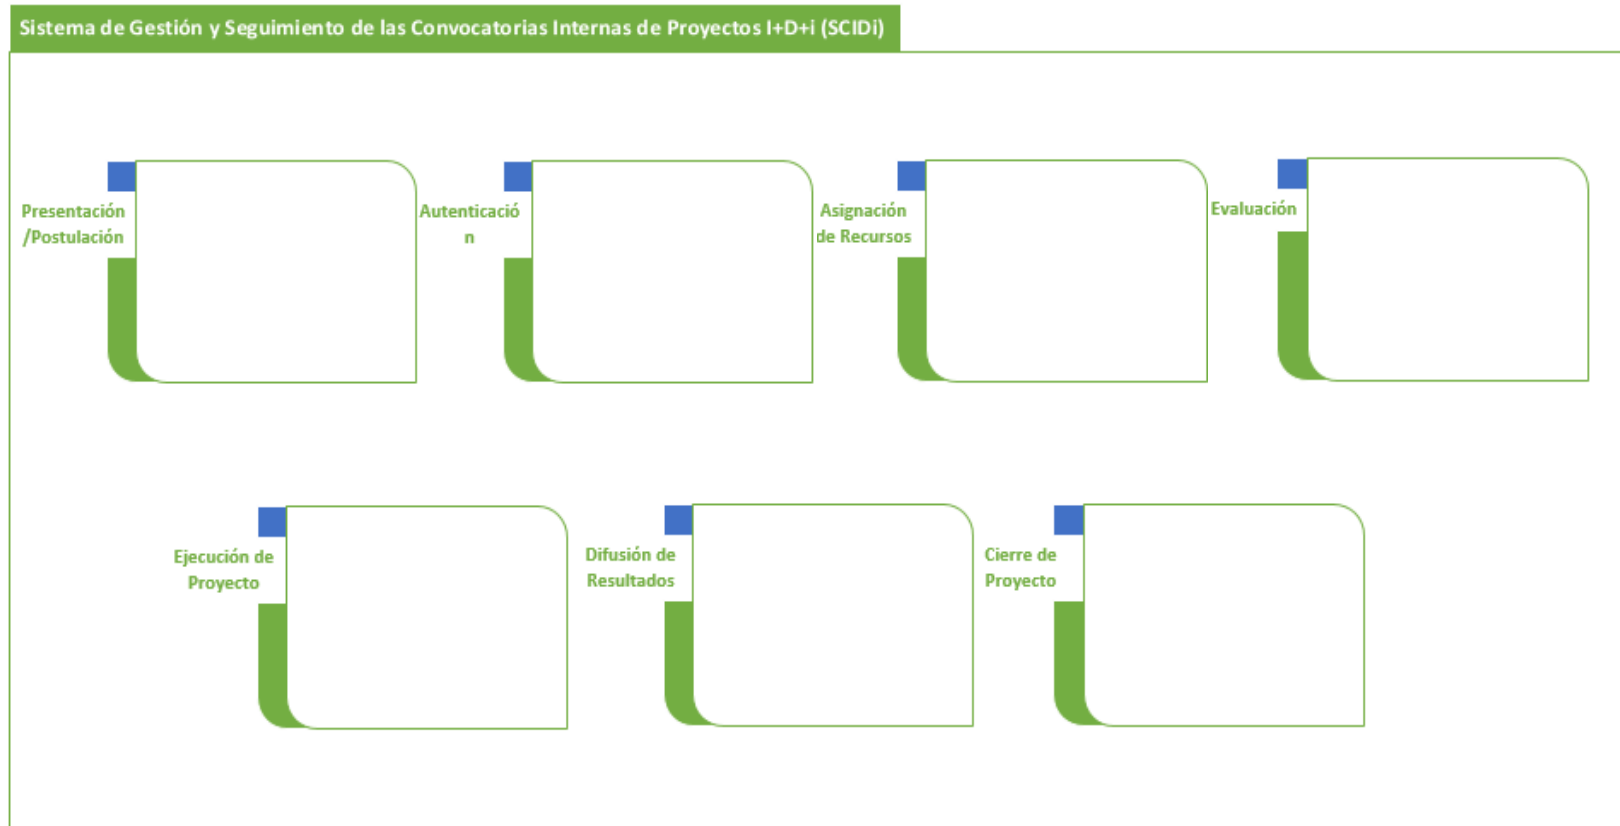 Sistema de Gestión y Seguimiento de las Convocatorias Internas de Proyectos I+D+i (SCIDi)
Presentación
/Postulación
Autenticació
n
Asignación
de Recursos
Evaluación
Ejecución de
Proyecto
Difusión de
Resultados
Cierre de
Proyecto